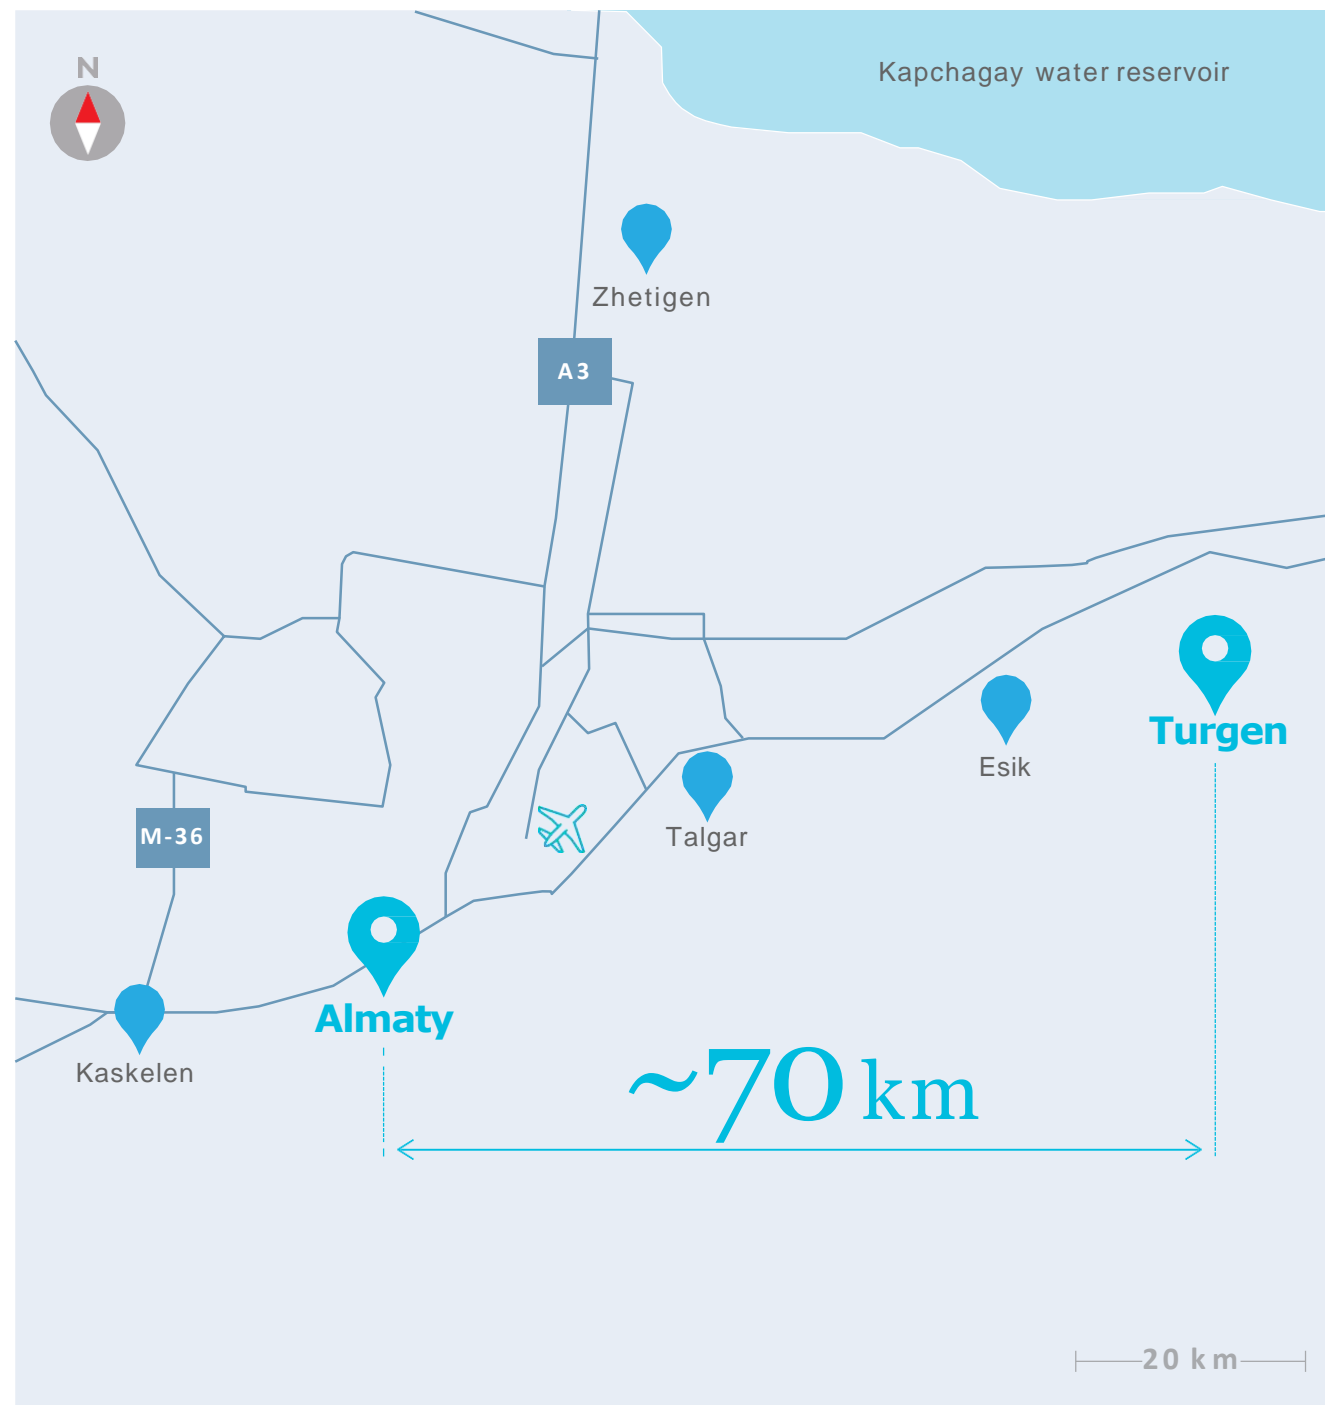 N
Kapchagay water reservoir
Zhetigen
A3
Turgen
Esik
Talgar
M-36
Almaty
Kaskelen
~70 km
20 km